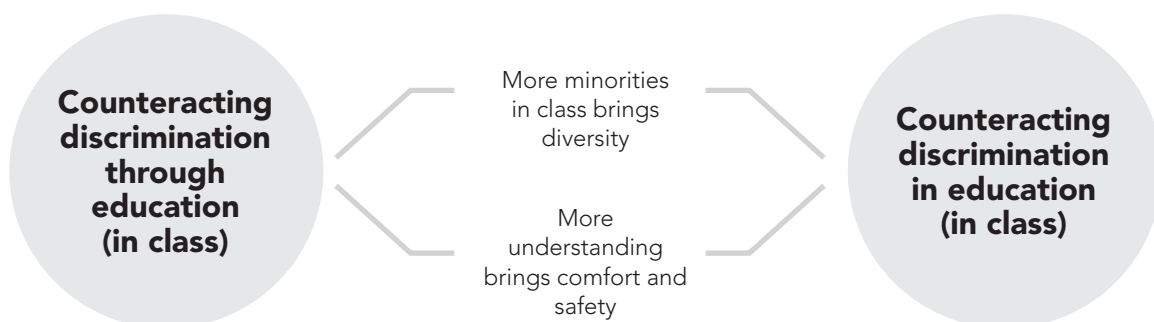 Counteracting
discrimination
through
education
(in class)
More minorities
in class brings
diversity
More
understanding
brings comfort and
safety
Counteracting
discrimination
in education
(in class)